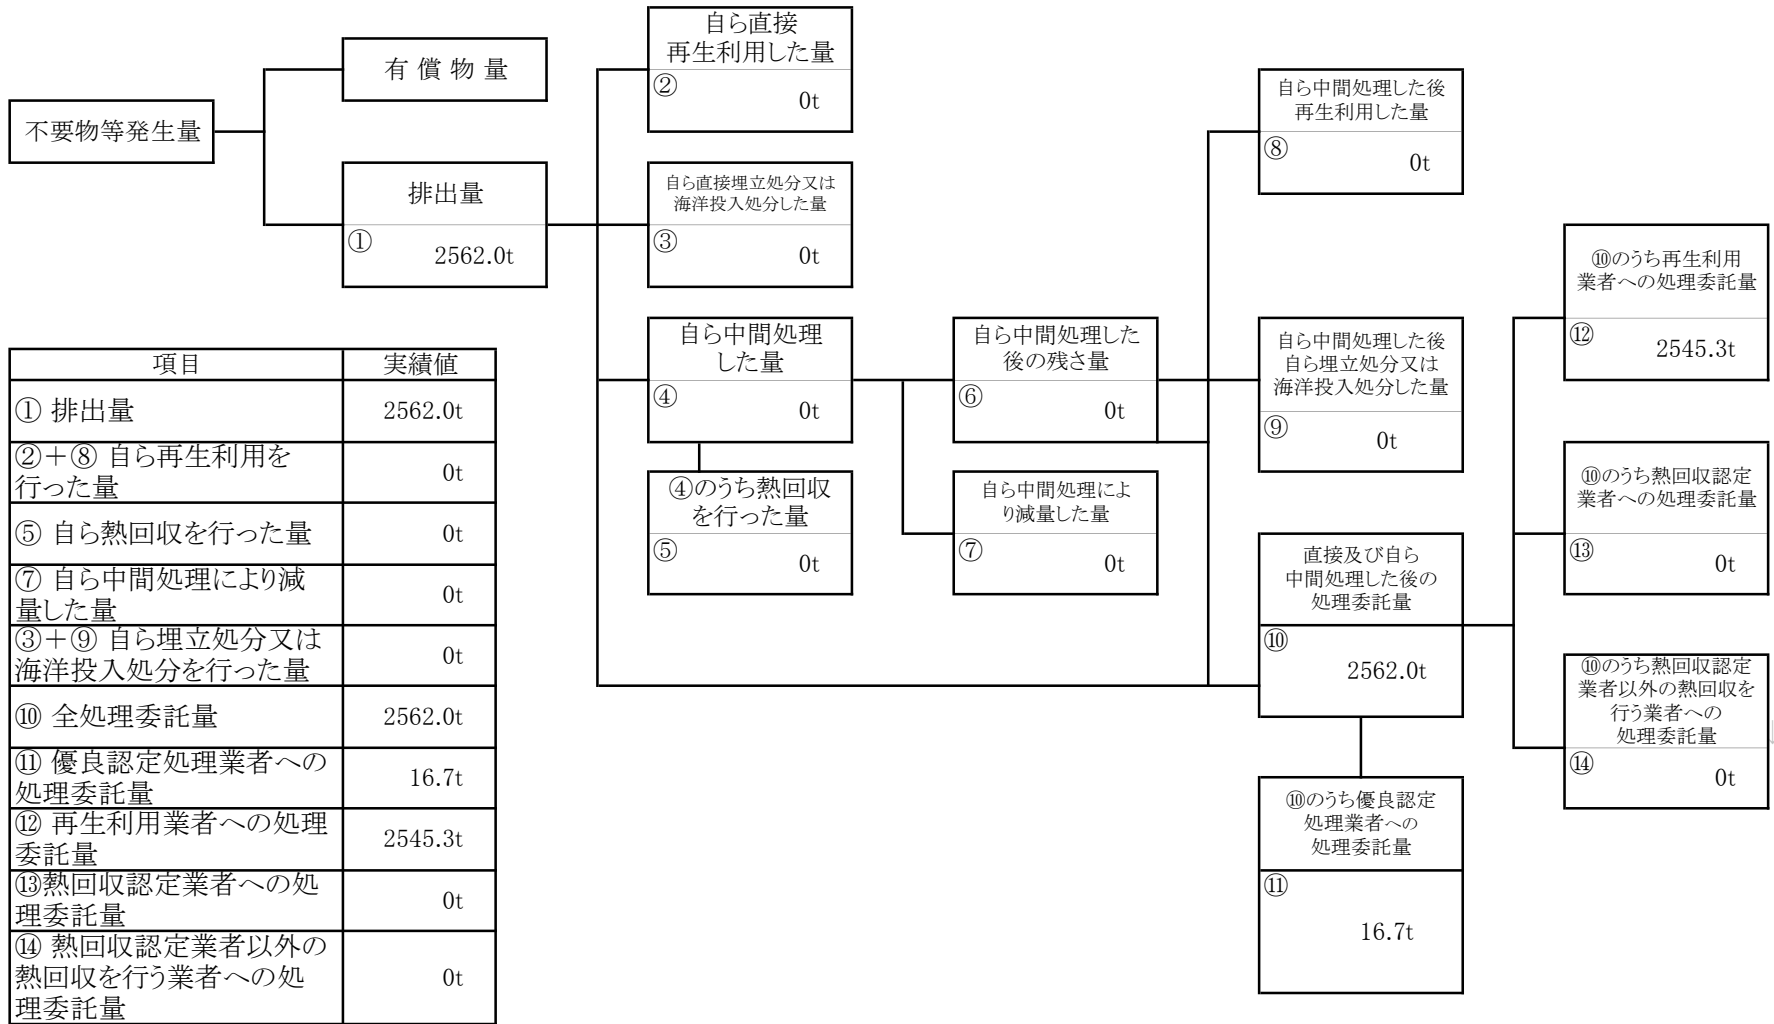 自ら直接
再生利用した量
②
0t
有償物量
不要物等発生量
排出量
①
2562.0t
自ら直接埋立処分又は
海洋投入処分した量
③
0t
自ら中間処理
した量
④
0t
④のうち熱回収
を行った量
⑤
0t
自ら中間処理した
後の残さ量
⑥
0t
自ら中間処理によ
り減量した量
⑦
0t
自ら中間処理した後
再生利用した量
⑧
0t
自ら中間処理した後
自ら埋立処分又は
海洋投入処分した量
⑨
0t
直接及び自ら
中間処理した後の
処理委託量
⑩
2562.0t
⑩のうち優良認定
処理業者への
処理委託量
⑪
16.7t
⑩のうち再生利用
業者への処理委託量
⑫
2545.3t
⑩のうち熱回収認定
業者への処理委託量
⑬
0t
⑩のうち熱回収認定
業者以外の熱回収を
行う業者への
処理委託量
⑭
0t
項目 実績値
① 排出量 2562.0t
②＋⑧ 自ら再生利用を
行った量 0t
⑤ 自ら熱回収を行った量 0t
⑦ 自ら中間処理により減
量した量 0t
③＋⑨ 自ら埋立処分又は
海洋投入処分を行った量 0t
⑩ 全処理委託量 2562.0t
⑪ 優良認定処理業者への
処理委託量 16.7t
⑫ 再生利用業者への処理
委託量 2545.3t
⑬熱回収認定業者への処
理委託量 0t
⑭ 熱回収認定業者以外の
熱回収を行う業者への処
理委託量 0t